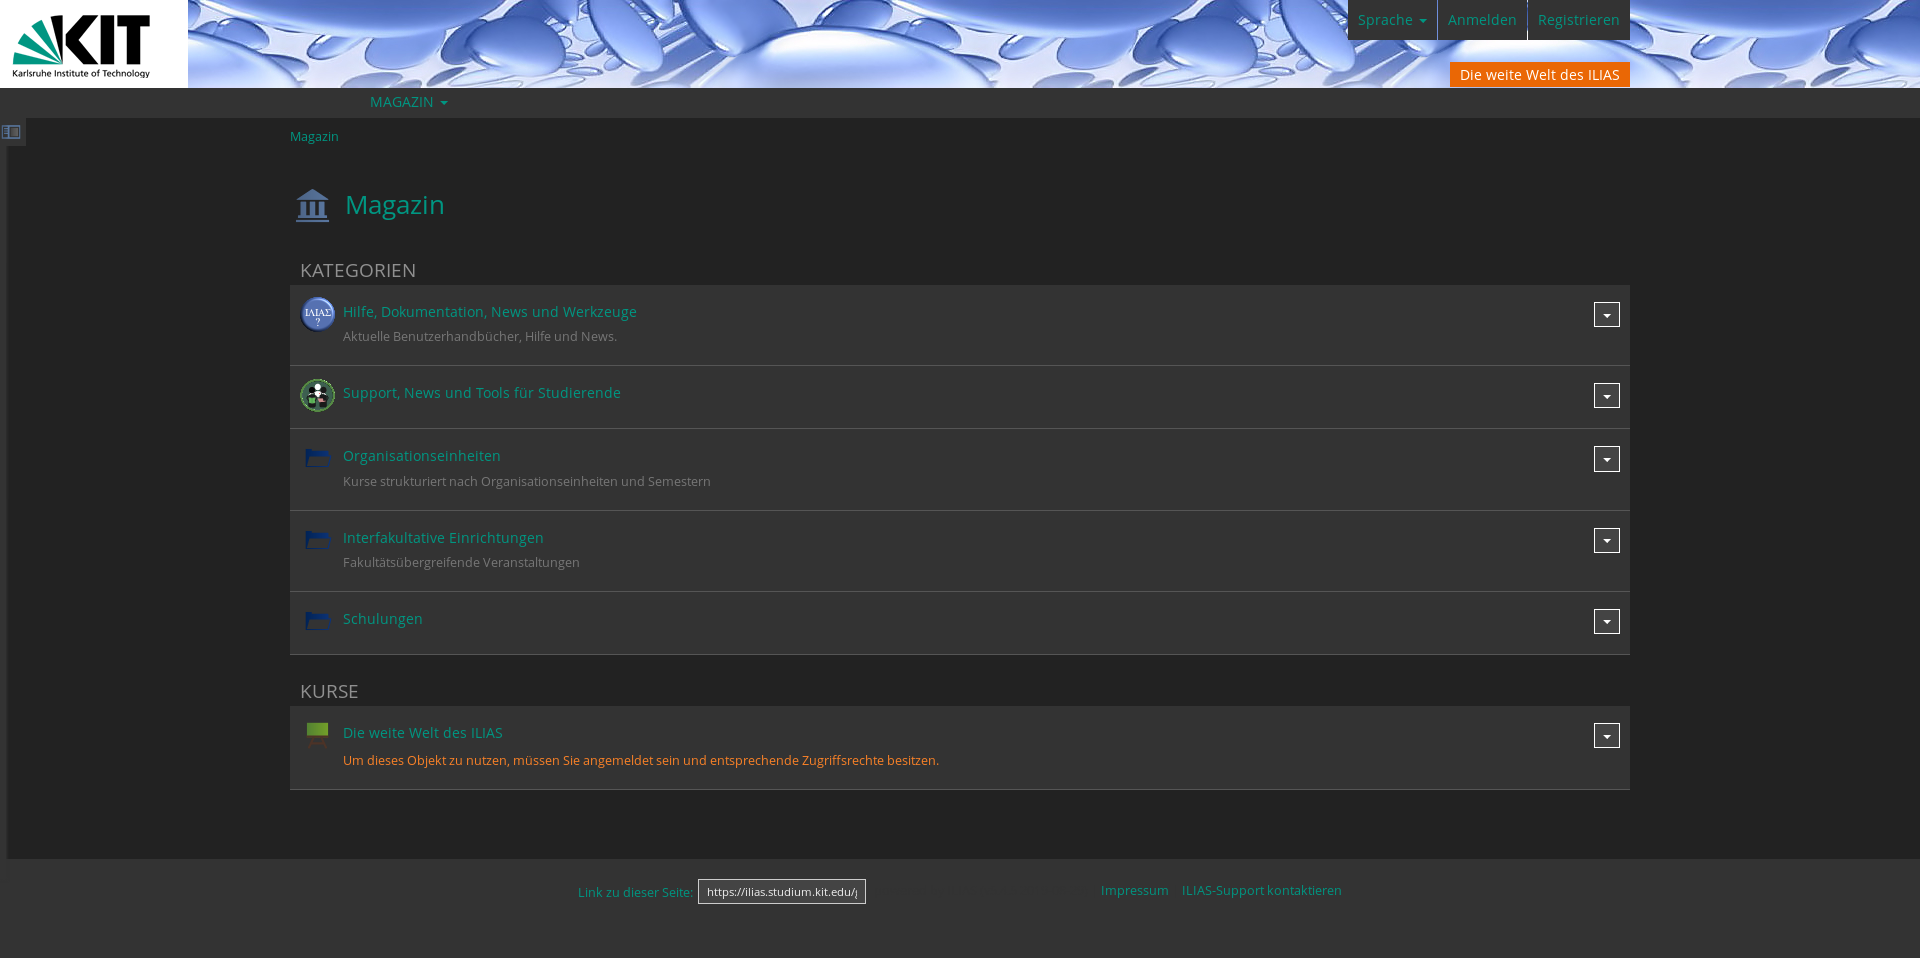 KIT
Karlsruhe Institute of Technology
Sprache
Anmelden
Registrieren
Die weite Welt des ILIAS
MAGAZIN
Magazin
Magazin
KATEGORIEN
ΙΛΙΑΣ
?
Hilfe, Dokumentation, News und Werkzeuge
Aktuelle Benutzerhandbücher, Hilfe und News.
Support, News und Tools für Studierende
Organisationseinheiten
Kurse strukturiert nach Organisationseinheiten und Semestern
Interfakultative Einrichtungen
Fakultätsübergreifende Veranstaltungen
Schulungen
KURSE
Die weite Welt des ILIAS
Um dieses Objekt zu nutzen, müssen Sie angemeldet sein und entsprechende Zugriffsrechte besitzen.
Link zu dieser Seite: https://ilias.studium.kit.edu/
Impressum
ILIAS-Support kontaktieren